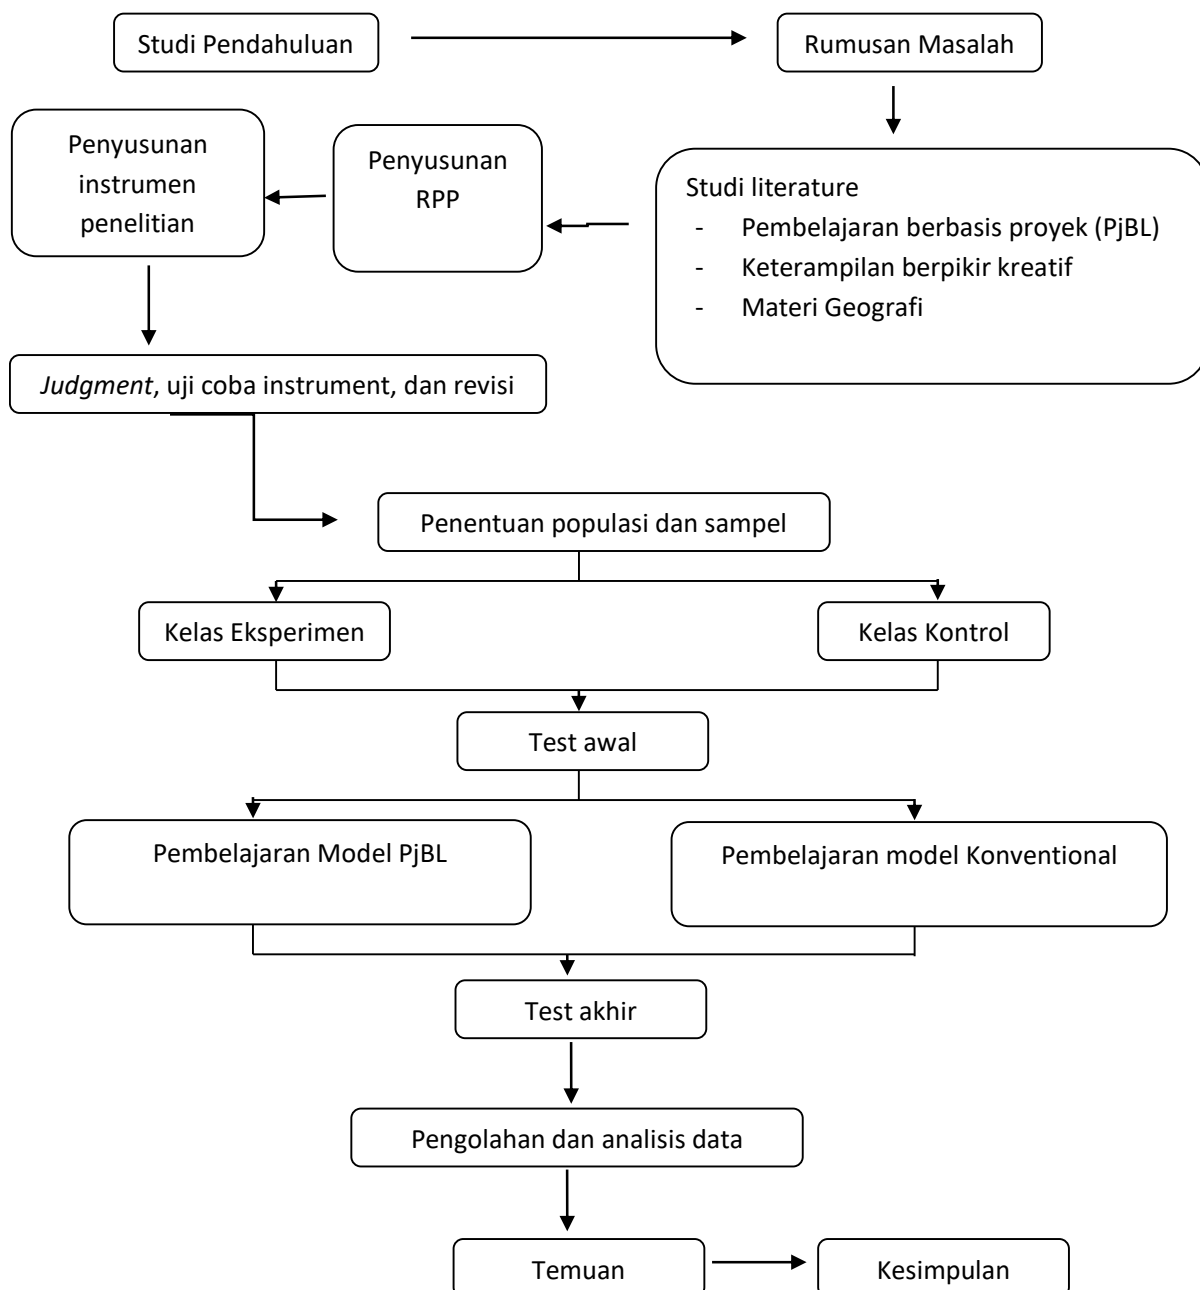 Studi Pendahuluan
Rumusan Masalah
Studi literature
- Pembelajaran berbasis proyek (PjBL)
- Keterampilan berpikir kreatif
- Materi Geografi
Penyusunan
RPP
Penyusunan
instrumen
penelitian
Judgment, uji coba instrument, dan revisi
Penentuan populasi dan sampel
Kelas Eksperimen
Kelas Kontrol
Test awal
Pembelajaran Model PjBL
Pembelajaran model Konventional
Test akhir
Pengolahan dan analisis data
Temuan
Kesimpulan